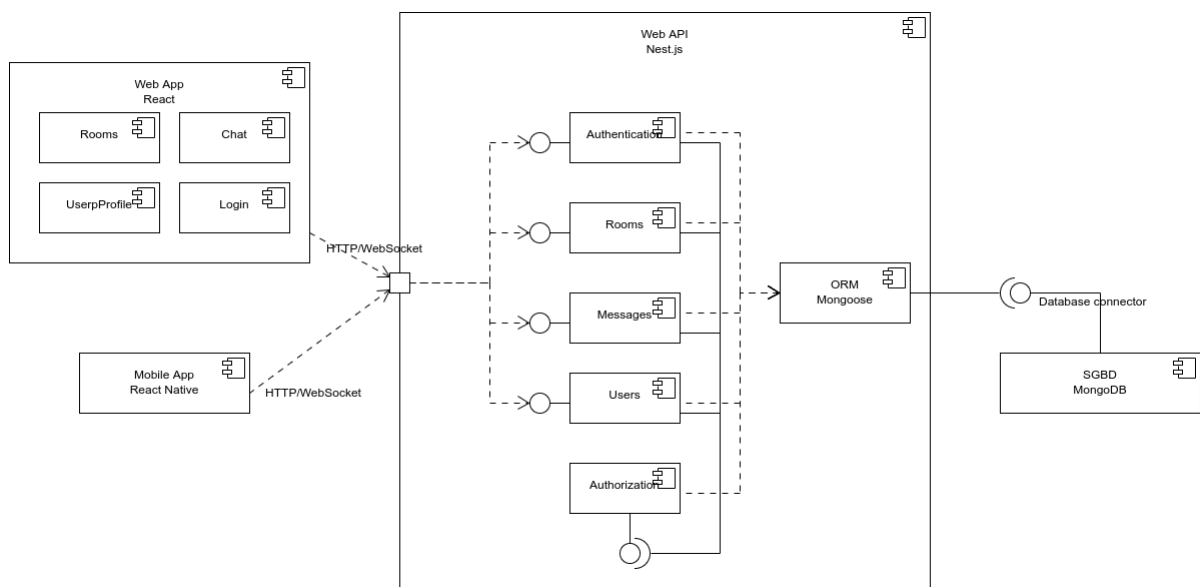 Web API
Nest.js
Web App
React
Rooms
Chat
UserpProfile
Login
HTTP/WebSocket
Mobile App
React Native
HTTP/WebSocket
Authentication
Rooms
Messages
Users
Authorization
ORM
Mongoose
Database connector
SGBD
MongoDB